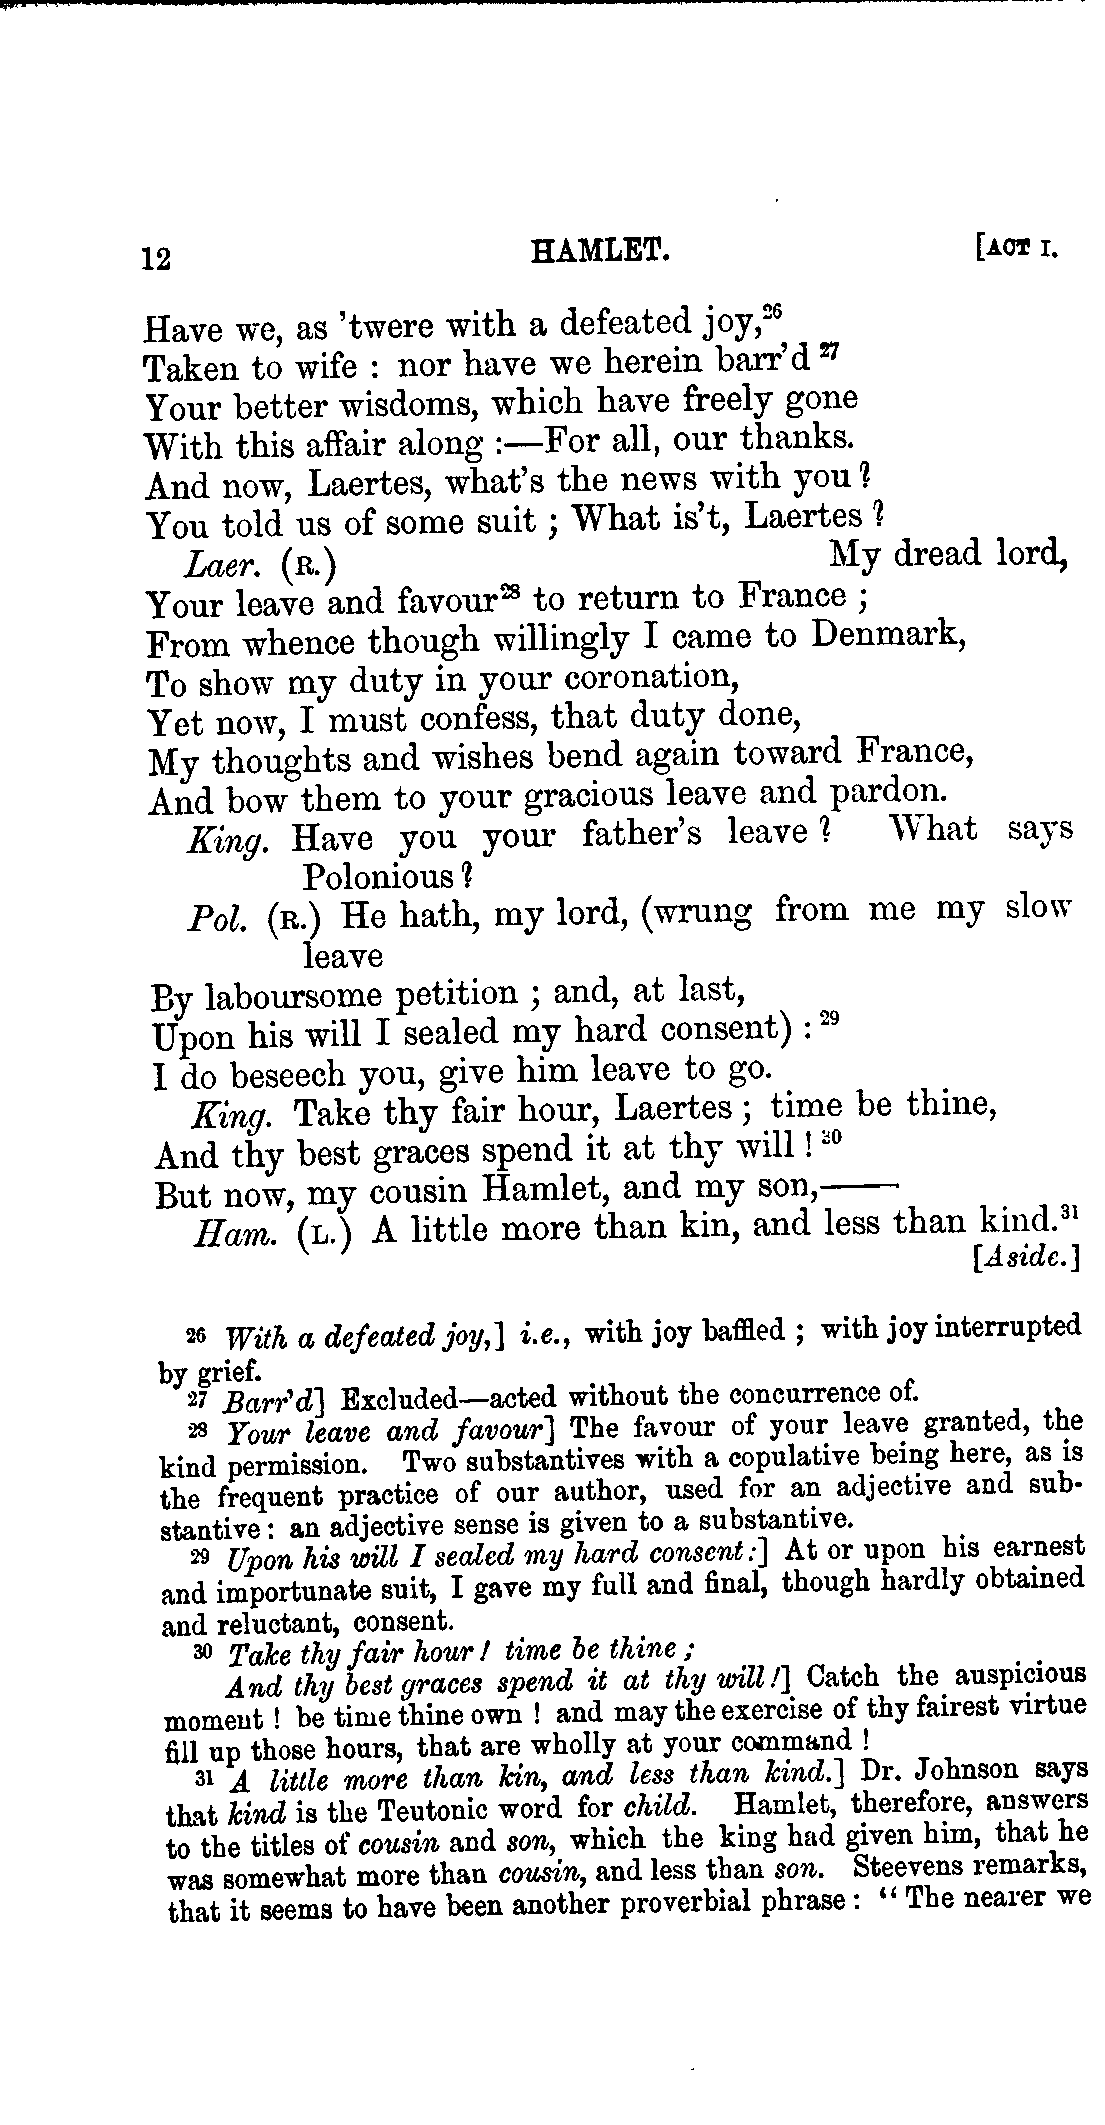 12 HAMLET. [ACT I.
Have we, as 'twere with a defeated joy,²⁶
Taken to wife : nor have we herein barr'd ²⁷
Your better wisdoms, which have freely gone
With this affair along :—For all, our thanks.
And now, Laertes, what's the news with you ?
You told us of some suit ; What is't, Laertes ?
Laer. (R.) My dread lord,
Your leave and favour²⁸ to return to France ;
From whence though willingly I came to Denmark,
To show my duty in your coronation,
Yet now, I must confess, that duty done,
My thoughts and wishes bend again toward France,
And bow them to your gracious leave and pardon.
King. Have you your father's leave ? What says
Polonious ?
Pol. (R.) He hath, my lord, (wrung from me my slow
leave
By laboursome petition ; and, at last,
Upon his will I sealed my hard consent) : ²⁹
I do beseech you, give him leave to go.
King. Take thy fair hour, Laertes ; time be thine,
And thy best graces spend it at thy will ! ³⁰
But now, my cousin Hamlet, and my son,——
Ham. (L.) A little more than kin, and less than kind.³¹
[Aside.]
²⁶ With a defeated joy,] i.e., with joy baffled ; with joy interrupted
by grief.
²⁷ Barr'd] Excluded—acted without the concurrence of.
²⁸ Your leave and favour] The favour of your leave granted, the
kind permission. Two substantives with a copulative being here, as is
the frequent practice of our author, used for an adjective and sub-
stantive : an adjective sense is given to a substantive.
²⁹ Upon his will I sealed my hard consent :] At or upon his earnest
and importunate suit, I gave my full and final, though hardly obtained
and reluctant, consent.
³⁰ Take thy fair hour ! time be thine ;
And thy best graces spend it at thy will !] Catch the auspicious
moment ! be time thine own ! and may the exercise of thy fairest virtue
fill up those hours, that are wholly at your command !
³¹ A little more than kin, and less than kind.] Dr. Johnson says
that kind is the Teutonic word for child. Hamlet, therefore, answers
to the titles of cousin and son, which the king had given him, that he
was somewhat more than cousin, and less than son. Steevens remarks,
that it seems to have been another proverbial phrase : “ The nearer we